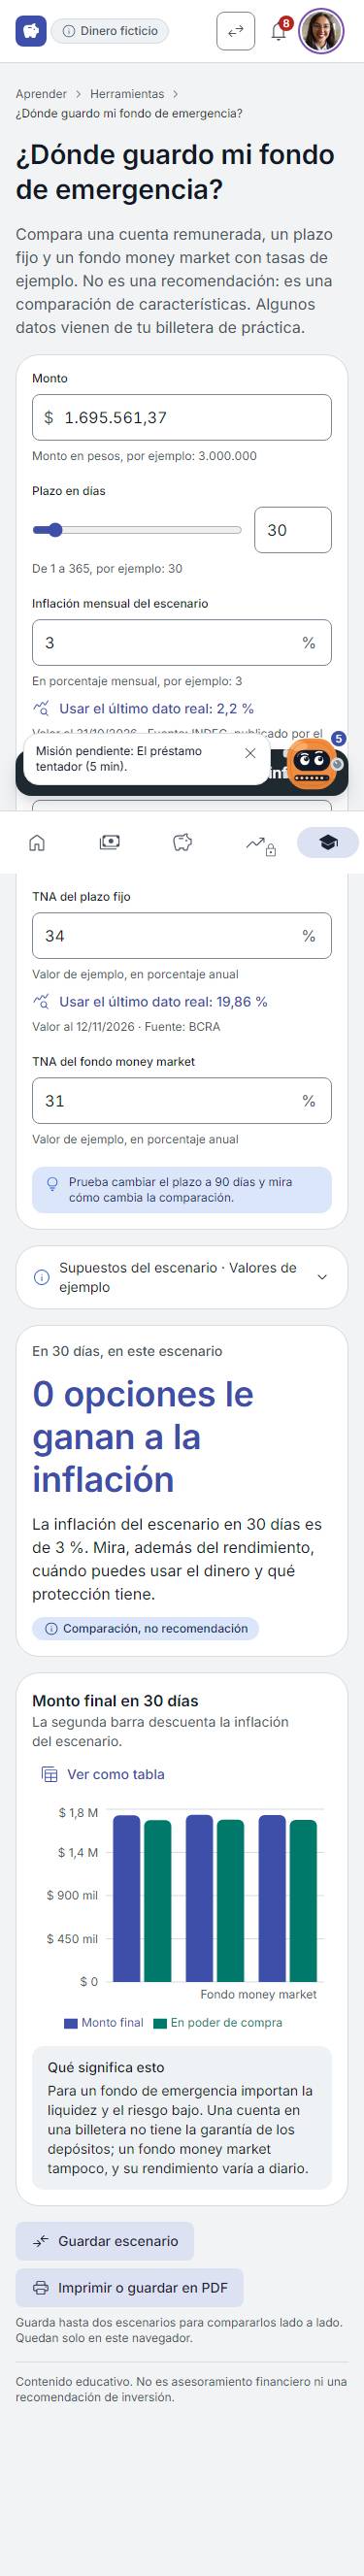 Dinero ficticio
8
Aprender > Herramientas >
¿Dónde guardo mi fondo de emergencia?
¿Dónde guardo mi fondo
de emergencia?
Compara una cuenta remunerada, un plazo
fijo y un fondo money market con tasas de
ejemplo. No es una recomendación: es una
comparación de características. Algunos
datos vienen de tu billetera de práctica.
Monto
$ 1.695.561,37
Monto en pesos, por ejemplo: 3.000.000
Plazo en días
30
De 1 a 365, por ejemplo: 30
Inflación mensual del escenario
3 %
En porcentaje mensual, por ejemplo: 3
Usar el último dato real: 2,2 %
Valor al 31/10/2026 · Fuente: INDEC, publicado por el
Misión pendiente: El préstamo
tentador (5 min).
5
TNA del plazo fijo
34 %
Valor de ejemplo, en porcentaje anual
Usar el último dato real: 19,86 %
Valor al 12/11/2026 · Fuente: BCRA
TNA del fondo money market
31 %
Valor de ejemplo, en porcentaje anual
Prueba cambiar el plazo a 90 días y mira
cómo cambia la comparación.
Supuestos del escenario · Valores de
ejemplo
En 30 días, en este escenario
0 opciones le
ganan a la
inflación
La inflación del escenario en 30 días es
de 3 %. Mira, además del rendimiento,
cuándo puedes usar el dinero y qué
protección tiene.
Comparación, no recomendación
Monto final en 30 días
La segunda barra descuenta la inflación
del escenario.
Ver como tabla
$ 1,8 M
$ 1,4 M
$ 900 mil
$ 450 mil
$ 0
Fondo money market
Monto final En poder de compra
Qué significa esto
Para un fondo de emergencia importan la
liquidez y el riesgo bajo. Una cuenta en
una billetera no tiene la garantía de los
depósitos; un fondo money market
tampoco, y su rendimiento varía a diario.
Guardar escenario
Imprimir o guardar en PDF
Guarda hasta dos escenarios para compararlos lado a lado.
Quedan solo en este navegador.
Contenido educativo. No es asesoramiento financiero ni una
recomendación de inversión.